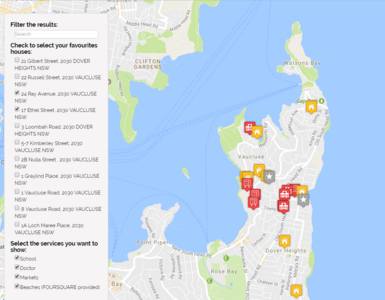 Filter the results:
Search
Check to select your favourites
houses:
21 Gilbert Street, 2030 DOVER
HEIGHTS NSW
22 Russell Street, 2030 VAUCLUSE
NSW
24 Ray Avenue, 2030 VAUCLUSE
NSW
17 Ethel Street, 2030 VAUCLUSE
NSW
3 Loombah Road, 2030 DOVER
HEIGHTS NSW
5-7 Kimberley Street, 2030
VAUCLUSE NSW
2B Nulla Street, 2030 VAUCLUSE
NSW
1 Graylind Place, 2030 VAUCLUSE
NSW
1 Vaucluse Road, 2030 VAUCLUSE
NSW
8 Vaucluse Road, 2030 VAUCLUSE
NSW
1A Loch Maree Place, 2030
VAUCLUSE NSW
Select the services you want to
show:
School
Doctor
Markets
Beaches (FOURSQUARE provided)
CLIFTON
GARDENS
Watsons Bay
Vaucluse
Point Piper
Rose Bay
Dover Heights